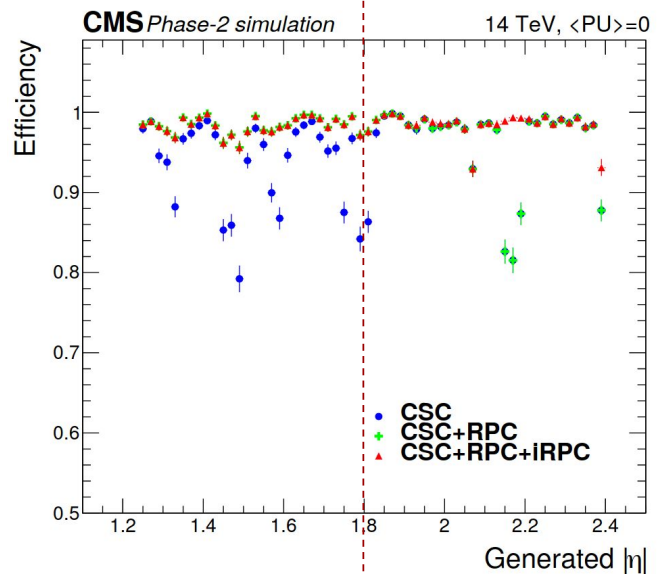 CMS Phase-2 simulation 14 TeV, <PU>=0
Efficiency
1
0.9
0.8
0.7
0.6
0.5
CSC
CSC+RPC
CSC+RPC+iRPC
1.2 1.4 1.6 1.8 2 2.2 2.4
Generated |η|